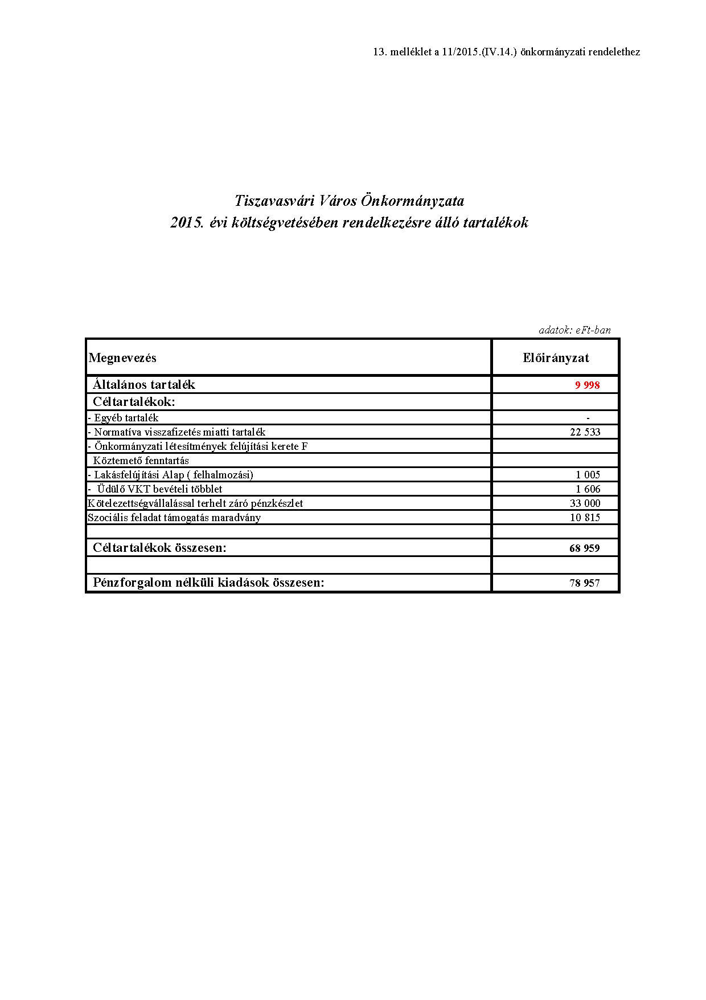 13. melléklet a 11/2015.(IV.14.) önkormányzati rendelethez
Tiszavasvári Város Önkormányzata
2015. évi költségvetésében rendelkezésre álló tartalékok
adatok: eFt-ban
Megnevezés Előirányzat
Általános tartalék 9 998
Céltartalékok:
- Egyéb tartalék -
- Normatíva visszafizetés miatti tartalék 22 533
- Önkormányzati létesítmények felújítási kerete F
Köztemető fenntartás
- Lakásfelújítási Alap ( felhalmozási) 1 005
- Üdülő VKT bevételi többlet 1 606
Kötelezettségvállalással terhelt záró pénzkészlet 33 000
Szociális feladat támogatás maradvány 10 815
Céltartalékok összesen: 68 959
Pénzforgalom nélküli kiadások összesen: 78 957